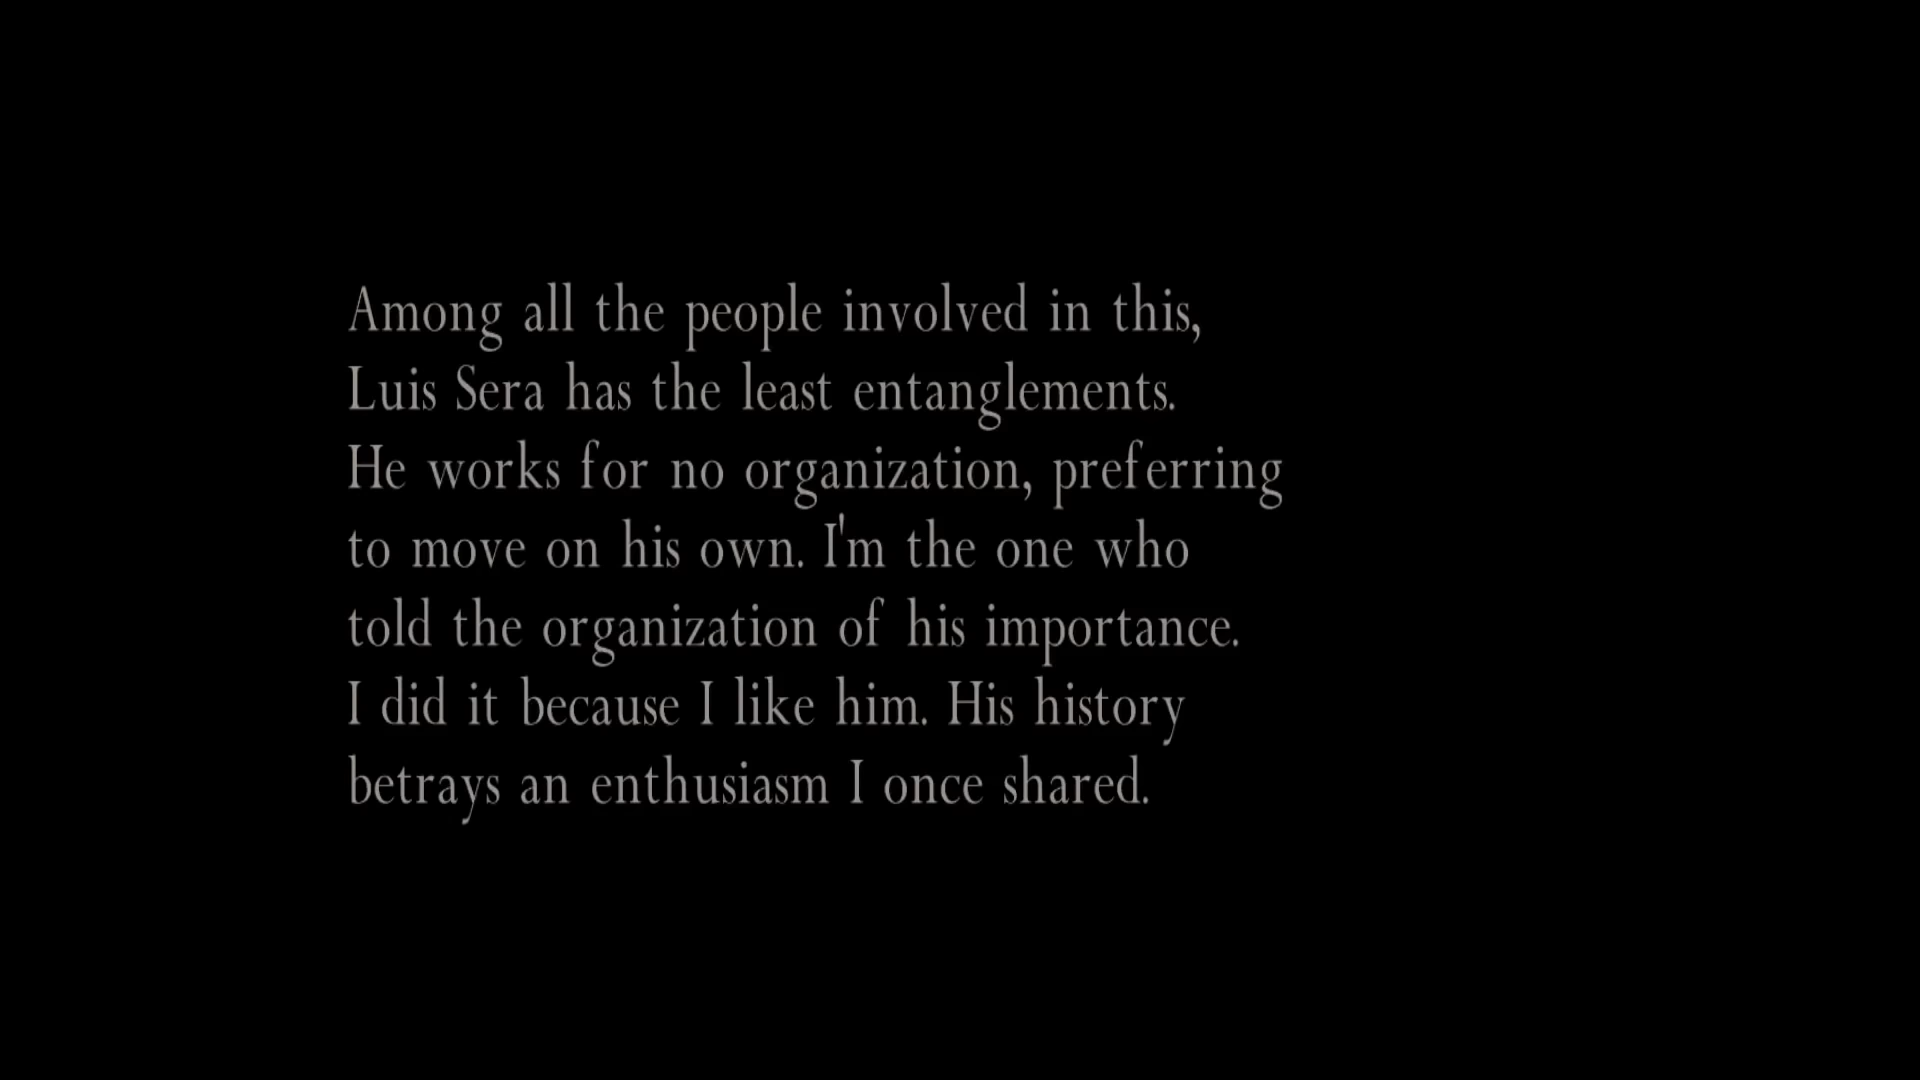 Among all the people involved in this,
Luis Sera has the least entanglements.
He works for no organization, preferring
to move on his own. I'm the one who
told the organization of his importance.
I did it because I like him. His history
betrays an enthusiasm I once shared.